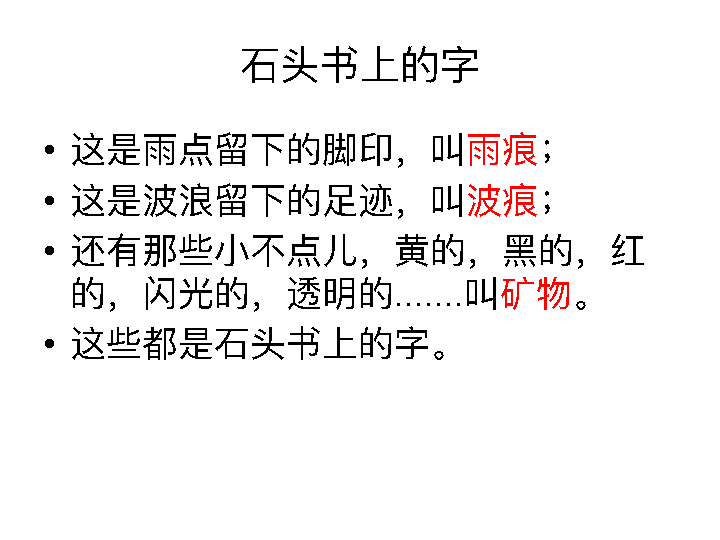 石头书上的字
• 这是雨点留下的脚印，叫雨痕；
• 这是波浪留下的足迹，叫波痕；
• 还有那些小不点儿，黄的，黑的，红
的，闪光的，透明的.......叫矿物。
• 这些都是石头书上的字。